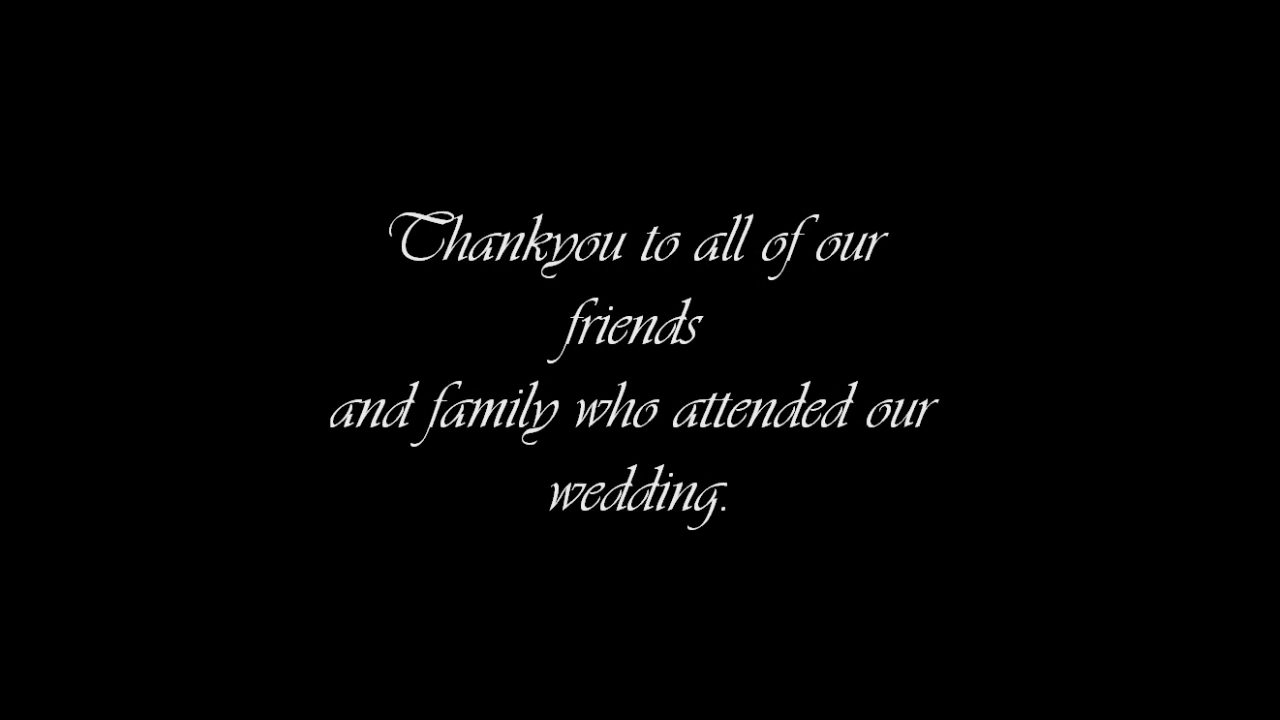 Thankyou to all of our
friends
and family who attended our
wedding.